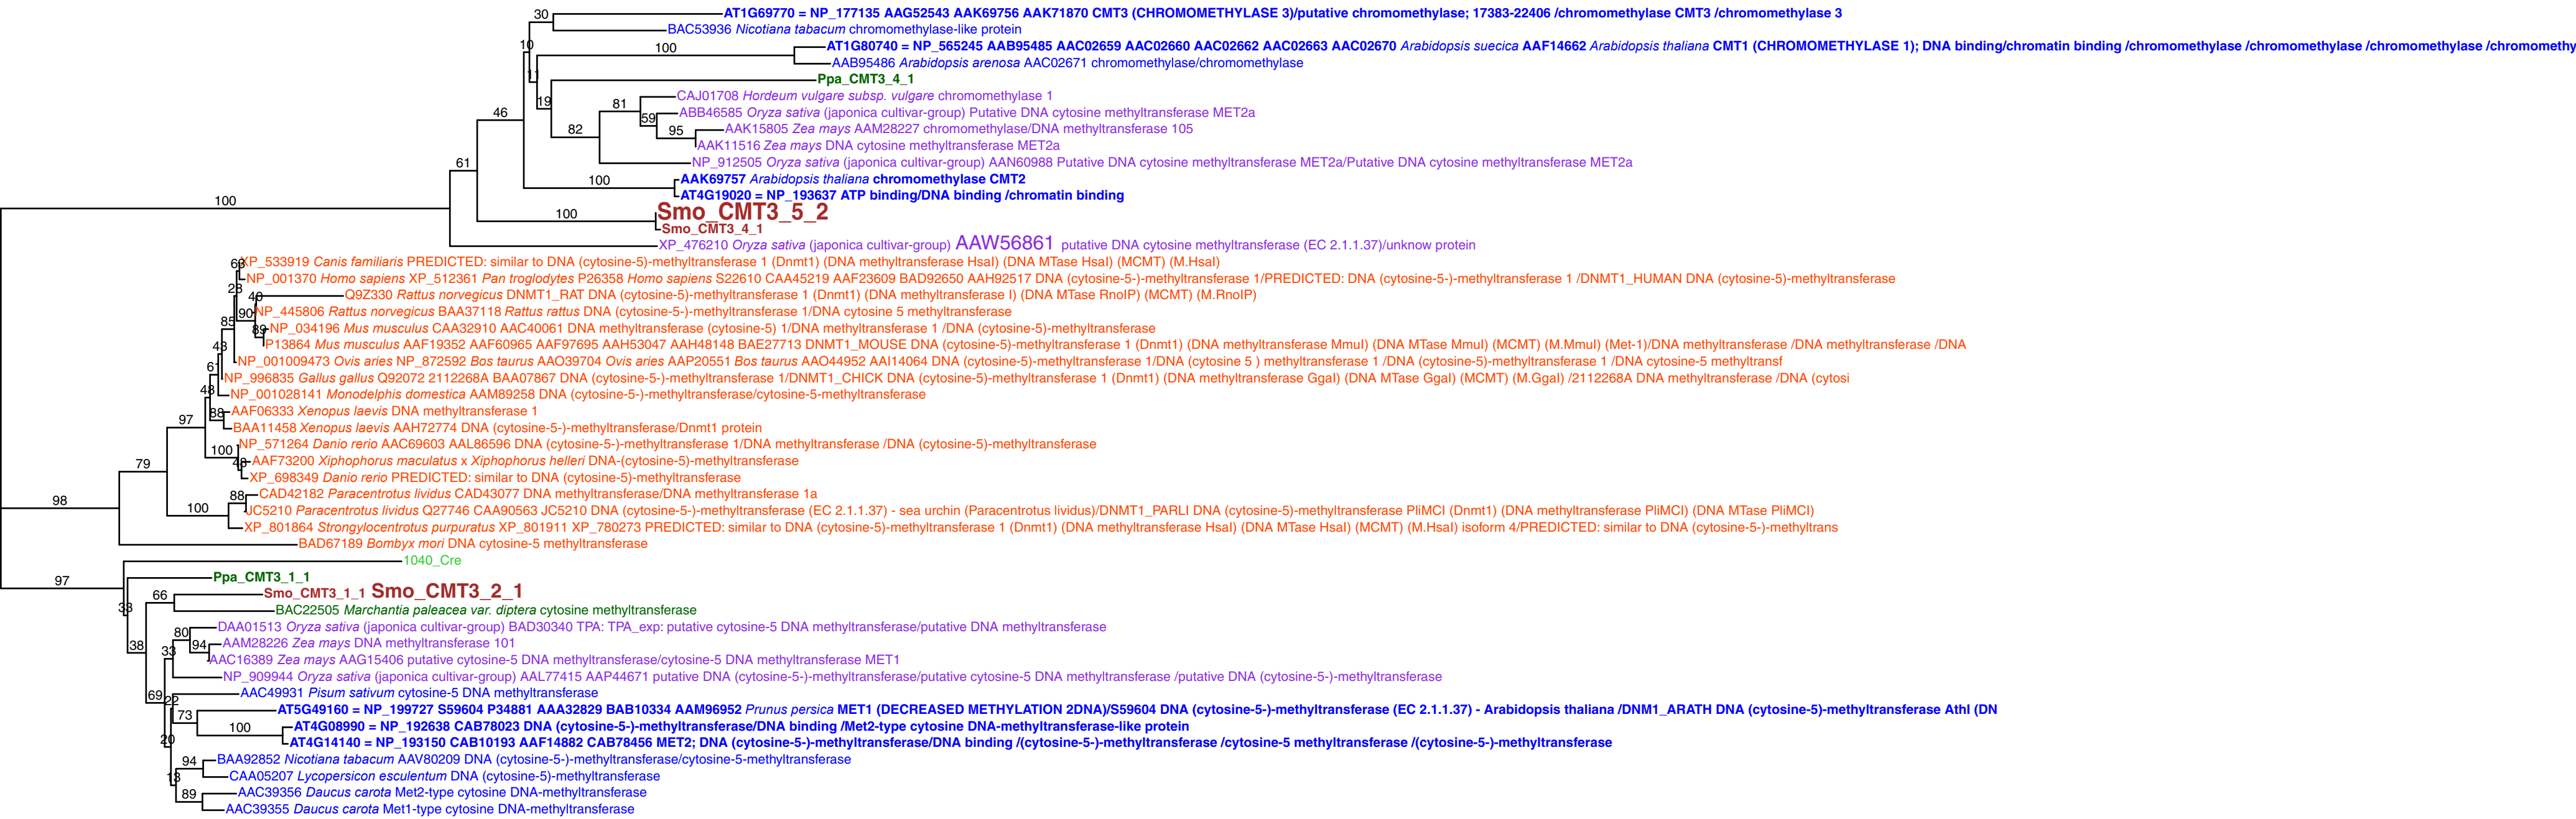 30 AT1G69770 = NP_177135 AAG52543 AAK69756 AAK71870 CMT3 (CHROMOMETHYLASE 3)/putative chromomethylase; 17383-22406 /chromomethylase CMT3 /chromomethylase 3
BAC53936 Nicotiana tabacum chromomethylase-like protein
10 100 AT1G80740 = NP_565245 AAB95485 AAC02659 AAC02660 AAC02662 AAC02663 AAC02670 Arabidopsis suecica AAF14662 Arabidopsis thaliana CMT1 (CHROMOMETHYLASE 1); DNA binding/chromatin binding /chromomethylase /chromomethylase /chromomethylase /chromomethy
AAB95486 Arabidopsis arenosa AAC02671 chromomethylase/chromomethylase
11 Ppa_CMT3_4_1
CAJ01708 Hordeum vulgare subsp. vulgare chromomethylase 1
46 19 81 ABB46585 Oryza sativa (japonica cultivar-group) Putative DNA cytosine methyltransferase MET2a
82 59 95 AAK15805 Zea mays AAM28227 chromomethylase/DNA methyltransferase 105
AAK11516 Zea mays DNA cytosine methyltransferase MET2a
61 NP_912505 Oryza sativa (japonica cultivar-group) AAN60988 Putative DNA cytosine methyltransferase MET2a/Putative DNA cytosine methyltransferase MET2a
100 AAK69757 Arabidopsis thaliana chromomethylase CMT2
AT4G19020 = NP_193637 ATP binding/DNA binding /chromatin binding
100 100 Smo_CMT3_5_2
Smo_CMT3_4_1
XP_476210 Oryza sativa (japonica cultivar-group) AAW56861 putative DNA cytosine methyltransferase (EC 2.1.1.37)/unknow protein
63 XP_533919 Canis familiaris PREDICTED: similar to DNA (cytosine-5)-methyltransferase 1 (Dnmt1) (DNA methyltransferase HsaI) (DNA MTase HsaI) (MCMT) (M.HsaI)
NP_001370 Homo sapiens XP_512361 Pan troglodytes P26358 Homo sapiens S22610 CAA45219 AAF23609 BAD92650 AAH92517 DNA (cytosine-5-)-methyltransferase 1/PREDICTED: DNA (cytosine-5-)-methyltransferase 1 /DNMT1_HUMAN DNA (cytosine-5)-methyltransferase
28 40 Q9Z330 Rattus norvegicus DNMT1_RAT DNA (cytosine-5)-methyltransferase 1 (Dnmt1) (DNA methyltransferase I) (DNA MTase RnoIP) (MCMT) (M.RnoIP)
90 NP_445806 Rattus norvegicus BAA37118 Rattus rattus DNA (cytosine-5-)-methyltransferase 1/DNA cytosine 5 methyltransferase
85 89 NP_034196 Mus musculus CAA32910 AAC40061 DNA methyltransferase (cytosine-5) 1/DNA methyltransferase 1 /DNA (cytosine-5)-methyltransferase
43 P13864 Mus musculus AAF19352 AAF60965 AAF97695 AAH53047 AAH48148 BAE27713 DNMT1_MOUSE DNA (cytosine-5)-methyltransferase 1 (Dnmt1) (DNA methyltransferase MmuI) (DNA MTase MmuI) (MCMT) (M.MmuI) (Met-1)/DNA methyltransferase /DNA methyltransferase /DNA
NP_001009473 Ovis aries NP_872592 Bos taurus AAO39704 Ovis aries AAP20551 Bos taurus AAO44952 AAI14064 DNA (cytosine-5)-methyltransferase 1/DNA (cytosine 5 ) methyltransferase 1 /DNA (cytosine-5)-methyltransferase 1 /DNA cytosine-5 methyltransf
61 NP_996835 Gallus gallus Q92072 2112268A BAA07867 DNA (cytosine-5-)-methyltransferase 1/DNMT1_CHICK DNA (cytosine-5)-methyltransferase 1 (Dnmt1) (DNA methyltransferase GgaI) (DNA MTase GgaI) (MCMT) (M.GgaI) /2112268A DNA methyltransferase /DNA (cytosi
48 NP_001028141 Monodelphis domestica AAM89258 DNA (cytosine-5-)-methyltransferase/cytosine-5-methyltransferase
88 AAF06333 Xenopus laevis DNA methyltransferase 1
97 BAA11458 Xenopus laevis AAH72774 DNA (cytosine-5-)-methyltransferase/Dnmt1 protein
100 NP_571264 Danio rerio AAC69603 AAL86596 DNA (cytosine-5-)-methyltransferase 1/DNA methyltransferase /DNA (cytosine-5)-methyltransferase
79 48 AAF73200 Xiphophorus maculatus x Xiphophorus helleri DNA-(cytosine-5)-methyltransferase
XP_698349 Danio rerio PREDICTED: similar to DNA (cytosine-5)-methyltransferase
98 88 CAD42182 Paracentrotus lividus CAD43077 DNA methyltransferase/DNA methyltransferase 1a
100 JC5210 Paracentrotus lividus Q27746 CAA90563 JC5210 DNA (cytosine-5-)-methyltransferase (EC 2.1.1.37) - sea urchin (Paracentrotus lividus)/DNMT1_PARLI DNA (cytosine-5)-methyltransferase PliMCI (Dnmt1) (DNA methyltransferase PliMCI) (DNA MTase PliMCI)
XP_801864 Strongylocentrotus purpuratus XP_801911 XP_780273 PREDICTED: similar to DNA (cytosine-5)-methyltransferase 1 (Dnmt1) (DNA methyltransferase HsaI) (DNA MTase HsaI) (MCMT) (M.HsaI) isoform 4/PREDICTED: similar to DNA (cytosine-5-)-methyltrans
BAD67189 Bombyx mori DNA cytosine-5 methyltransferase
1040_Cre
97 Ppa_CMT3_1_1
66 Smo_CMT3_1_1 Smo_CMT3_2_1
33 BAC22505 Marchantia paleacea var. diptera cytosine methyltransferase
80 DAA01513 Oryza sativa (japonica cultivar-group) BAD30340 TPA: TPA_exp: putative cytosine-5 DNA methyltransferase/putative DNA methyltransferase
38 94 AAM28226 Zea mays DNA methyltransferase 101
33 AAC16389 Zea mays AAG15406 putative cytosine-5 DNA methyltransferase/cytosine-5 DNA methyltransferase MET1
NP_909944 Oryza sativa (japonica cultivar-group) AAL77415 AAP44671 putative DNA (cytosine-5-)-methyltransferase/putative cytosine-5 DNA methyltransferase /putative DNA (cytosine-5-)-methyltransferase
69 22 AAC49931 Pisum sativum cytosine-5 DNA methyltransferase
73 AT5G49160 = NP_199727 S59604 P34881 AAA32829 BAB10334 AAM96952 Prunus persica MET1 (DECREASED METHYLATION 2DNA)/S59604 DNA (cytosine-5-)-methyltransferase (EC 2.1.1.37) - Arabidopsis thaliana /DNM1_ARATH DNA (cytosine-5)-methyltransferase AthI (DN
100 AT4G08990 = NP_192638 CAB78023 DNA (cytosine-5-)-methyltransferase/DNA binding /Met2-type cytosine DNA-methyltransferase-like protein
20 AT4G14140 = NP_193150 CAB10193 AAF14882 CAB78456 MET2; DNA (cytosine-5-)-methyltransferase/DNA binding /(cytosine-5-)-methyltransferase /cytosine-5 methyltransferase /(cytosine-5-)-methyltransferase
94 BAA92852 Nicotiana tabacum AAV80209 DNA (cytosine-5-)-methyltransferase/cytosine-5-methyltransferase
13 CAA05207 Lycopersicon esculentum DNA (cytosine-5)-methyltransferase
89 AAC39356 Daucus carota Met2-type cytosine DNA-methyltransferase
AAC39355 Daucus carota Met1-type cytosine DNA-methyltransferase